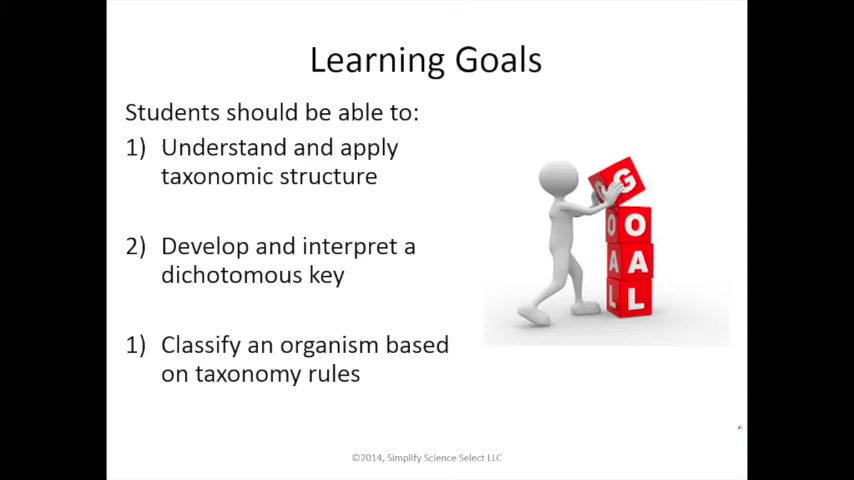 Learning Goals
Students should be able to:
1) Understand and apply
taxonomic structure
2) Develop and interpret a
dichotomous key
1) Classify an organism based
on taxonomy rules
G
O O
A A
L L
©2014, Simplify Science Select LLC